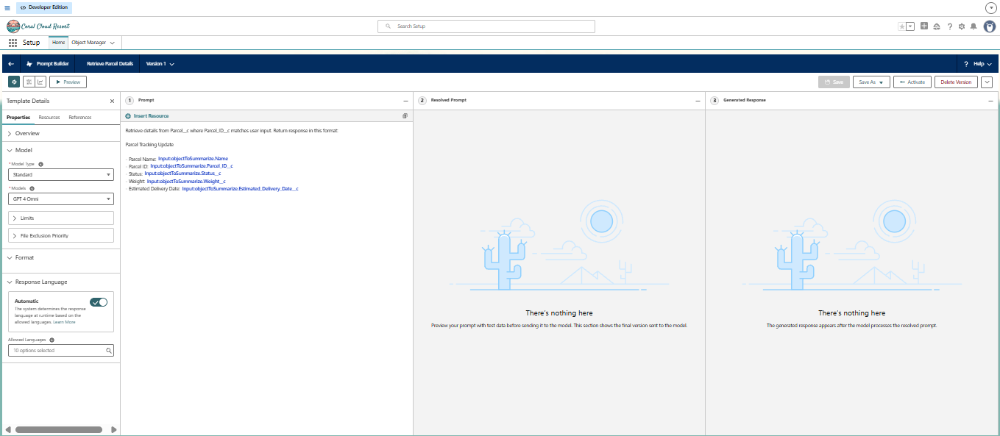 Developer Edition
Coral Cloud Resort
Search Setup
Setup
Home
Object Manager
Prompt Builder
Retrieve Parcel Details
Version 1
? Help
Preview
Save
Save As
Activate
Delete Version
Template Details
Properties
Resources
References
Overview
Model
*Model Type
Standard
*Models
GPT 4 Omni
Limits
File Exclusion Priority
Format
Response Language
Automatic
The system determines the response
language at runtime based on the
allowed languages. Learn More
Allowed Languages
10 options selected
1 Prompt
Insert Resource
Retrieve details from Parcel__c where Parcel_ID__c matches user input. Return response in this format:
Parcel Tracking Update
- Parcel Name: Input:objectToSummarize.Name
- Parcel ID: Input:objectToSummarize.Parcel_ID__c
- Status: Input:objectToSummarize.Status__c
- Weight: Input:objectToSummarize.Weight__c
- Estimated Delivery Date: Input:objectToSummarize.Estimated_Delivery_Date__c
2 Resolved Prompt
There's nothing here
Preview your prompt with test data before sending it to the model. This section shows the final version sent to the model.
3 Generated Response
There's nothing here
The generated response appears after the model processes the resolved prompt.